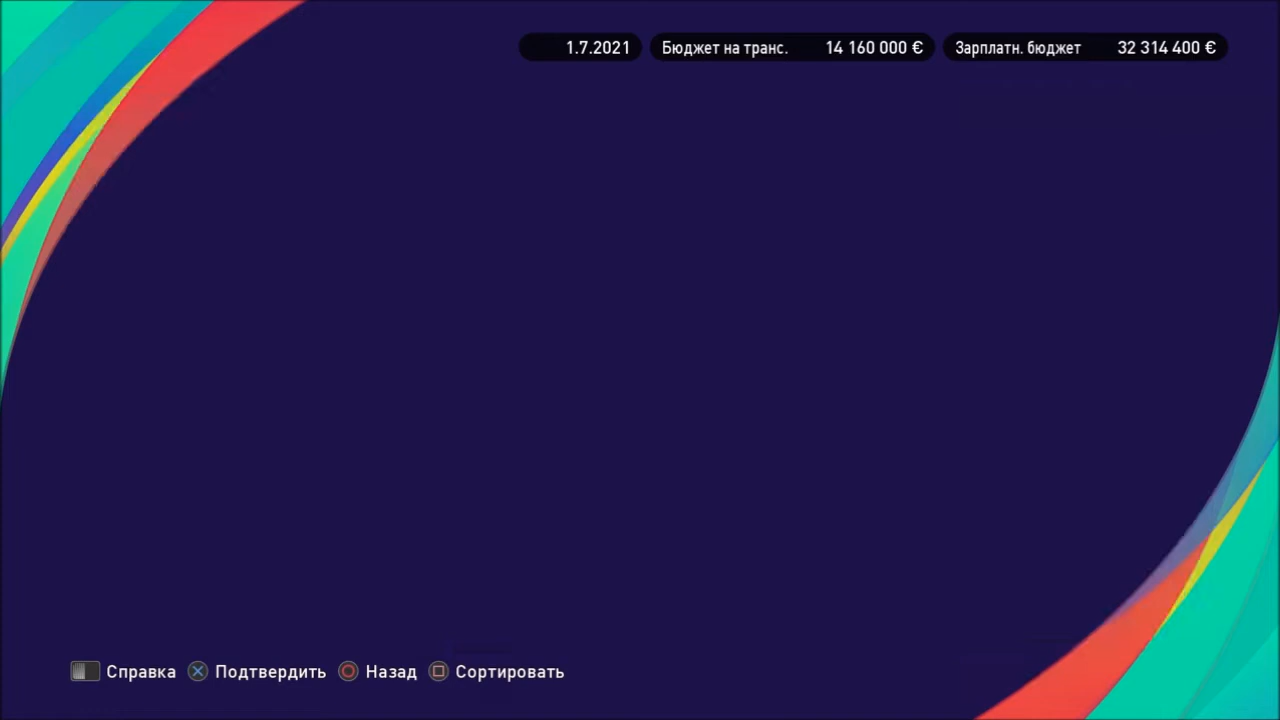 1.7.2021 Бюджет на транс. 14 160 000 € Зарплатн. бюджет 32 314 400 €
Справка Подтвердить Назад Сортировать